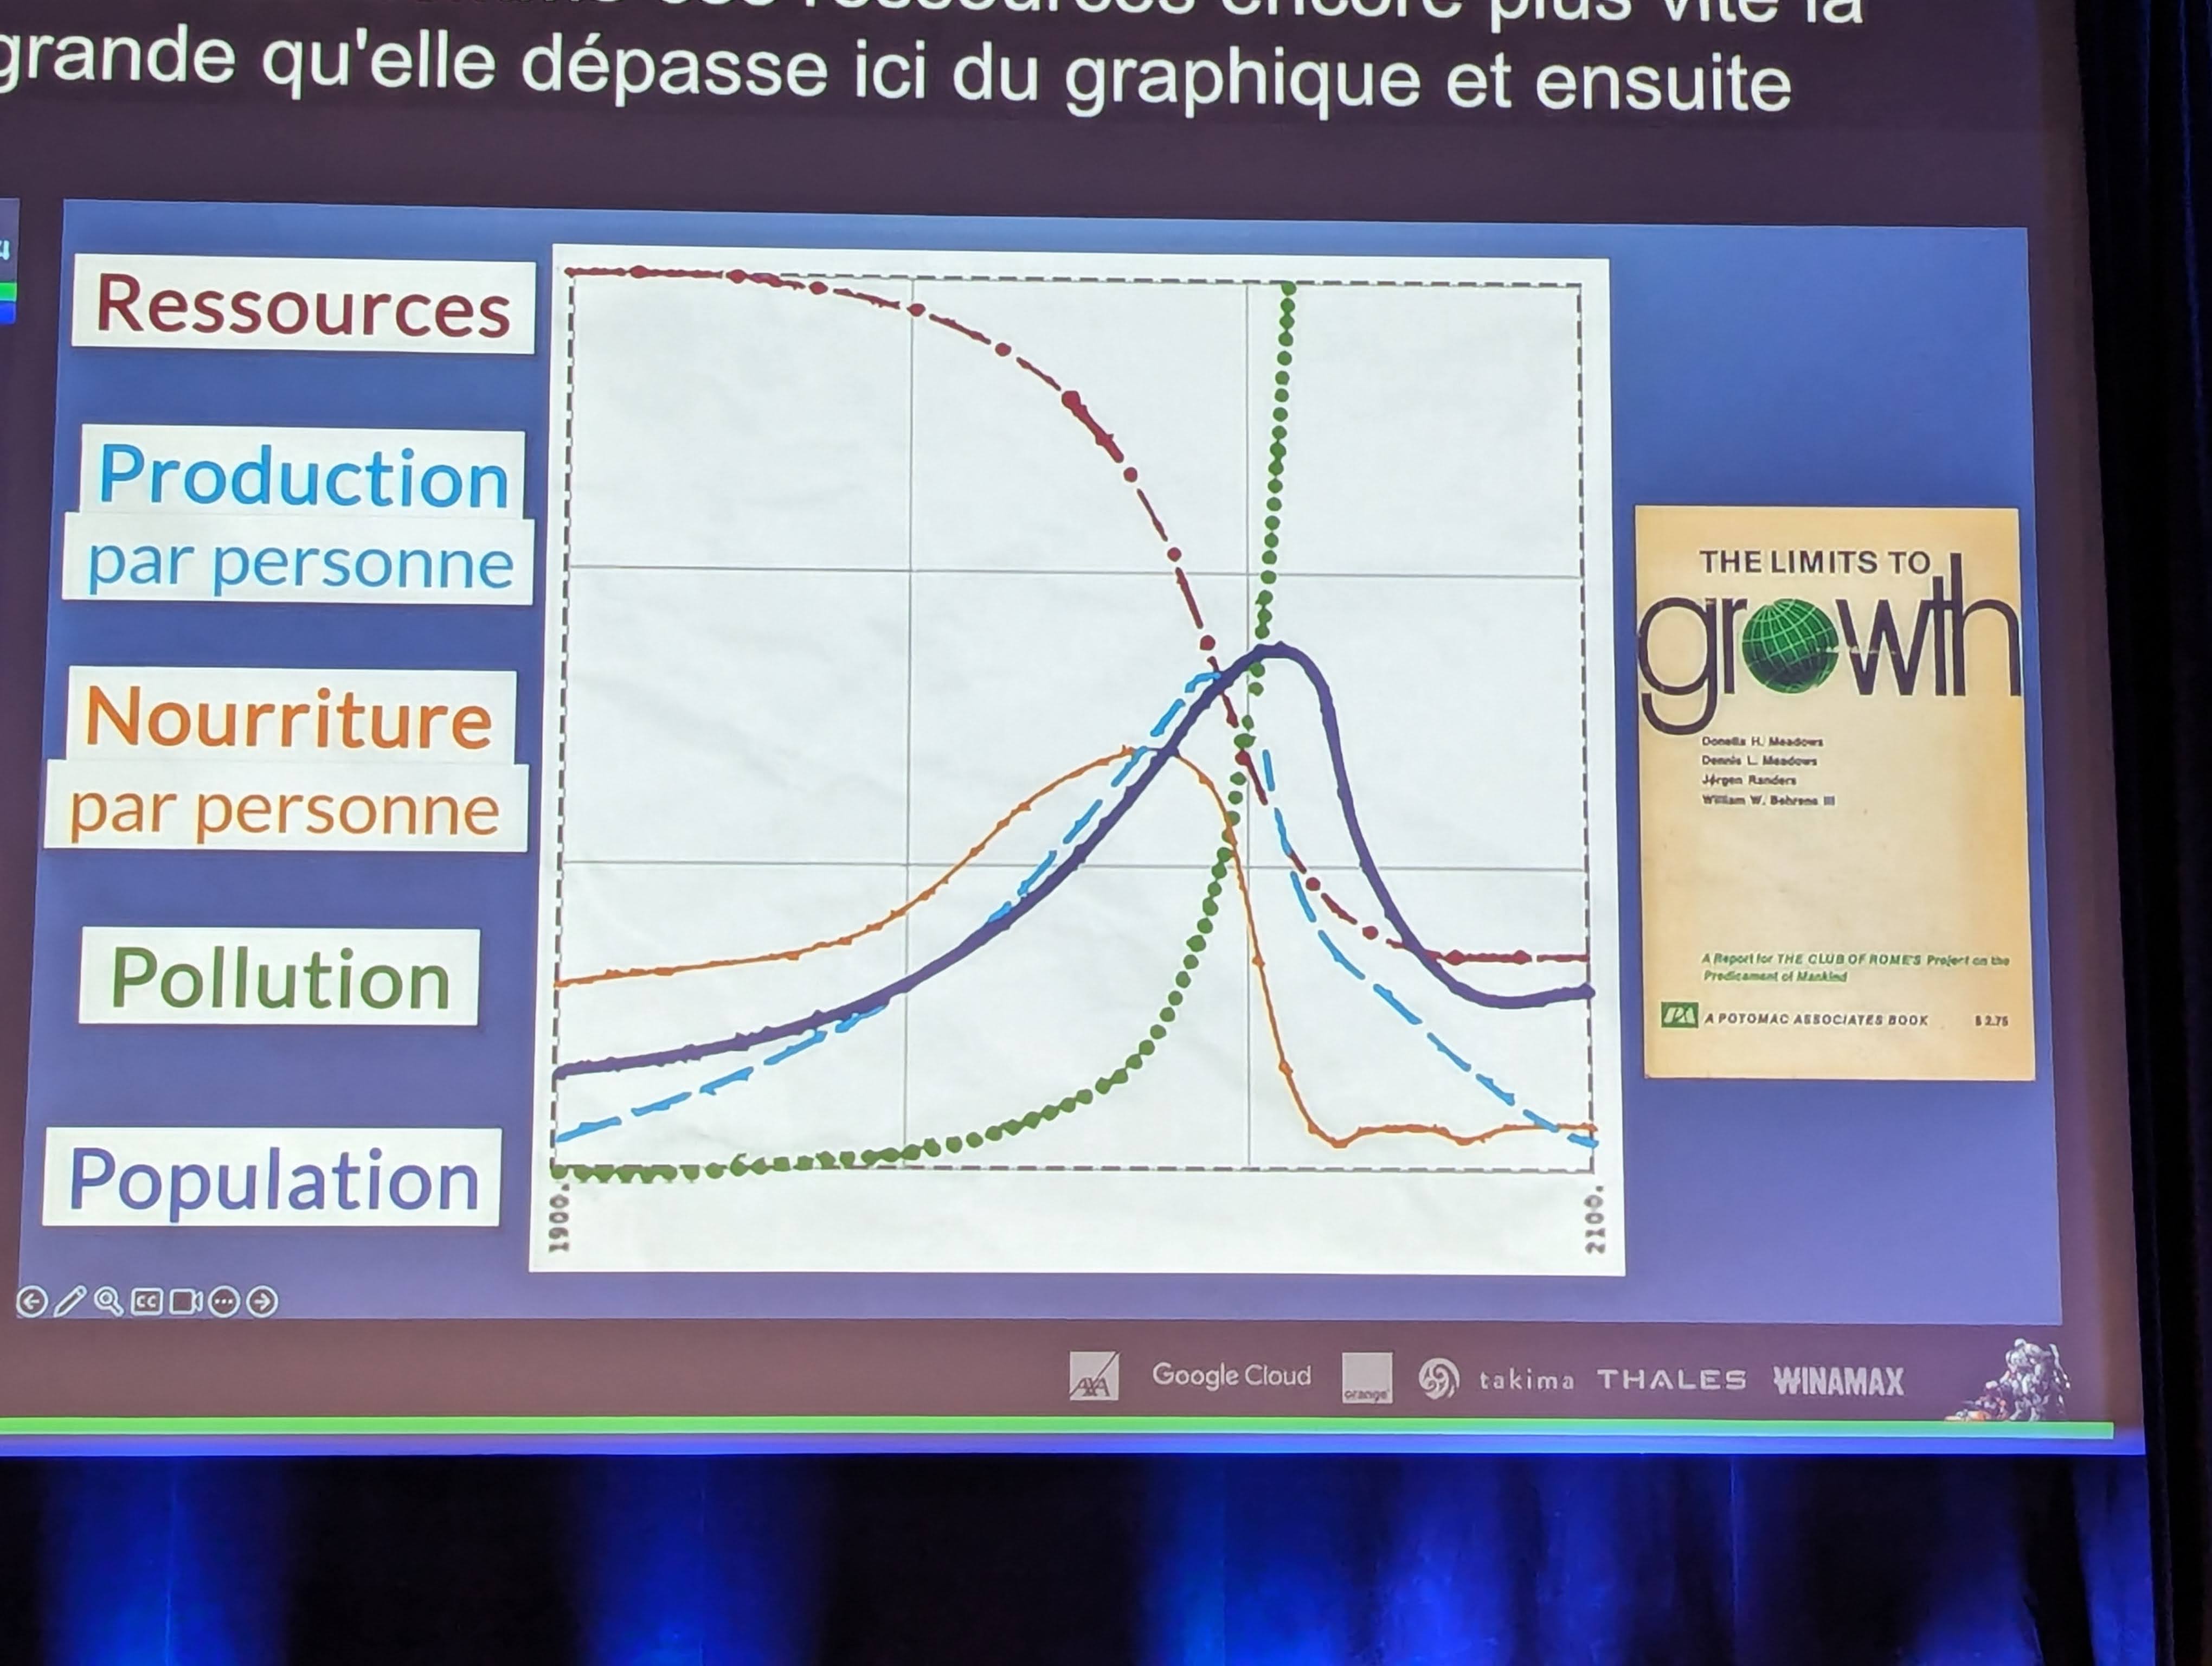 ressources encore plus vite la
grande qu'elle dépasse ici du graphique et ensuite
4
Ressources
Production
par personne
Nourriture
par personne
Pollution
Population
1900.
2100.
THE LIMITS TO
growth
Donella H. Meadows
Dennis L. Meadows
Jørgen Randers
William W. Behrens III
A Report for THE CLUB OF ROME'S Project on the
Predicament of Mankind
A POTOMAC ASSOCIATES BOOK $2.75
CC
AXA Google Cloud orange takima THALES WINAMAX